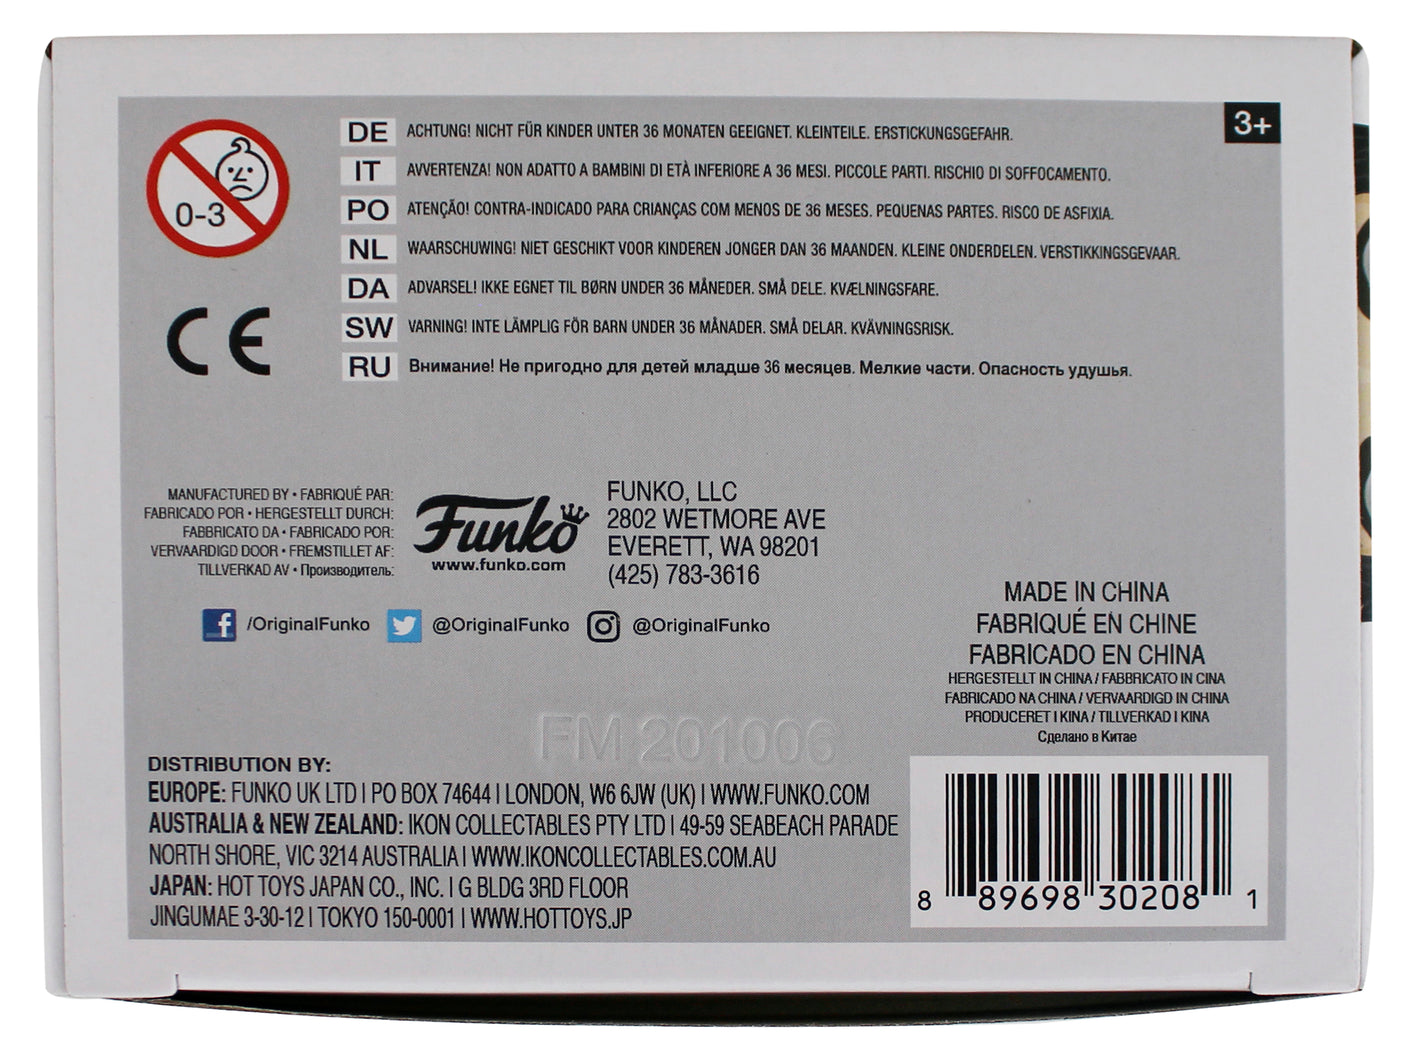 3+
0-3
DE ACHTUNG! NICHT FÜR KINDER UNTER 36 MONATEN GEEIGNET. KLEINTEILE. ERSTICKUNGSGEFAHR.
IT AVVERTENZA! NON ADATTO A BAMBINI DI ETÀ INFERIORE A 36 MESI. PICCOLE PARTI. RISCHIO DI SOFFOCAMENTO.
PO ATENÇÃO! CONTRA-INDICADO PARA CRIANÇAS COM MENOS DE 36 MESES. PEQUENAS PARTES. RISCO DE ASFIXIA.
NL WAARSCHUWING! NIET GESCHIKT VOOR KINDEREN JONGER DAN 36 MAANDEN. KLEINE ONDERDELEN. VERSTIKKINGSGEVAAR.
DA ADVARSEL! IKKE EGNET TIL BØRN UNDER 36 MÅNEDER. SMÅ DELE. KVÆLNINGSFARE.
SW VARNING! INTE LÄMPLIG FÖR BARN UNDER 36 MÅNADER. SMÅ DELAR. KVÄVNINGSRISK.
RU Внимание! Не пригодно для детей младше 36 месяцев. Мелкие части. Опасность удушья.
CE
MANUFACTURED BY • FABRIQUÉ PAR:
FABRICADO POR • HERGESTELLT DURCH:
FABBRICATO DA • FABRICADO POR:
VERVAARDIGD DOOR • FREMSTILLET AF:
TILLVERKAD AV • Производитель:
Funko
www.funko.com
FUNKO, LLC
2802 WETMORE AVE
EVERETT, WA 98201
(425) 783-3616
/OriginalFunko @OriginalFunko @OriginalFunko
MADE IN CHINA
FABRIQUÉ EN CHINE
FABRICADO EN CHINA
HERGESTELLT IN CHINA / FABBRICATO IN CINA
FABRICADO NA CHINA / VERVAARDIGD IN CHINA
PRODUCERET I KINA / TILLVERKAD I KINA
Сделано в Китае
FM 201006
DISTRIBUTION BY:
EUROPE: FUNKO UK LTD | PO BOX 74644 | LONDON, W6 6JW (UK) | WWW.FUNKO.COM
AUSTRALIA & NEW ZEALAND: IKON COLLECTABLES PTY LTD | 49-59 SEABEACH PARADE
NORTH SHORE, VIC 3214 AUSTRALIA | WWW.IKONCOLLECTABLES.COM.AU
JAPAN: HOT TOYS JAPAN CO., INC. | G BLDG 3RD FLOOR
JINGUMAE 3-30-12 | TOKYO 150-0001 | WWW.HOTTOYS.JP
8 89698 30208 1